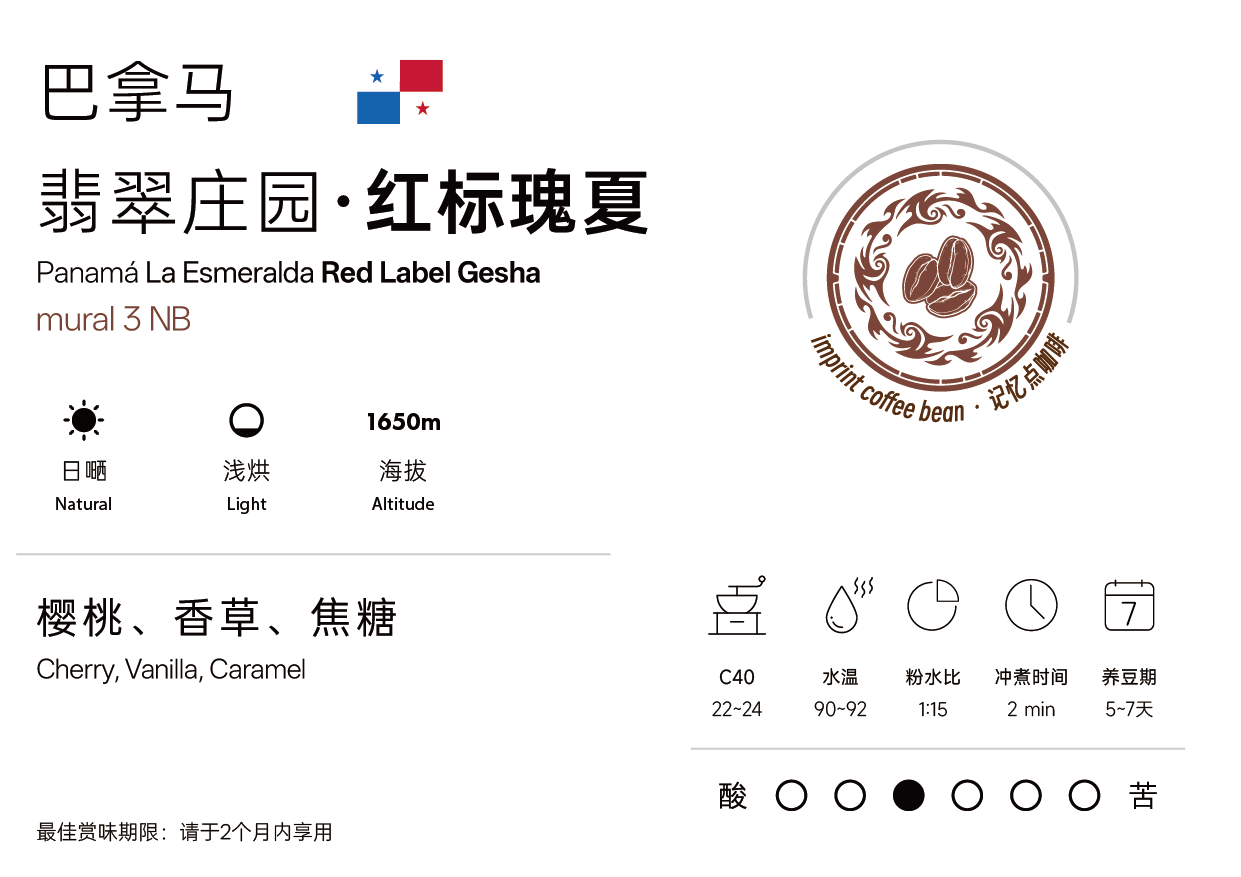 巴拿马
翡翠庄园·红标瑰夏
Panamá La Esmeralda Red Label Gesha
mural 3 NB
1650m
日嗮
浅烘
海拔
Natural
Light
Altitude
樱桃、香草、焦糖
Cherry, Vanilla, Caramel
最佳赏味期限：请于2个月内享用
imprint coffee bean · 记忆点咖啡
7
C40
水温
粉水比
冲煮时间
养豆期
22~24
90~92
1:15
2 min
5~7天
酸
苦